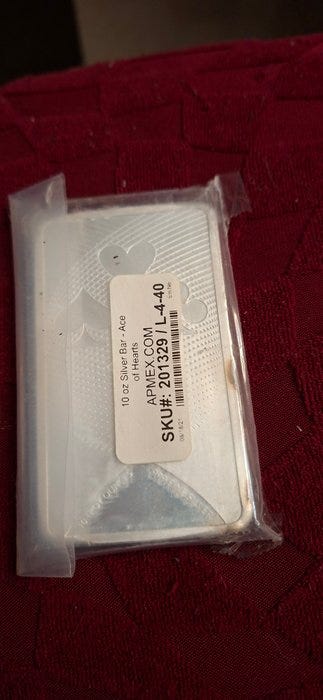 10 oz Silver Bar - Ace
of Hearts
APMEX.COM
SKU#: 201329 / L-4-40